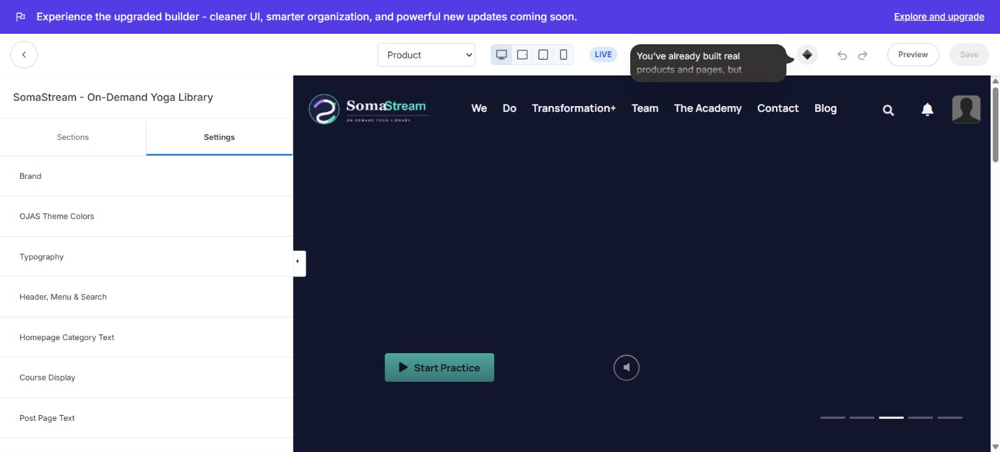 Experience the upgraded builder - cleaner UI, smarter organization, and powerful new updates coming soon.
Explore and upgrade
Product
LIVE
You've already built real
products and pages, but
Preview
Save
SomaStream - On-Demand Yoga Library
Sections
Settings
Brand
OJAS Theme Colors
Typography
Header, Menu & Search
Homepage Category Text
Course Display
Post Page Text
SomaStream
ON-DEMAND YOGA LIBRARY
We
Do
Transformation+
Team
The Academy
Contact
Blog
Start Practice